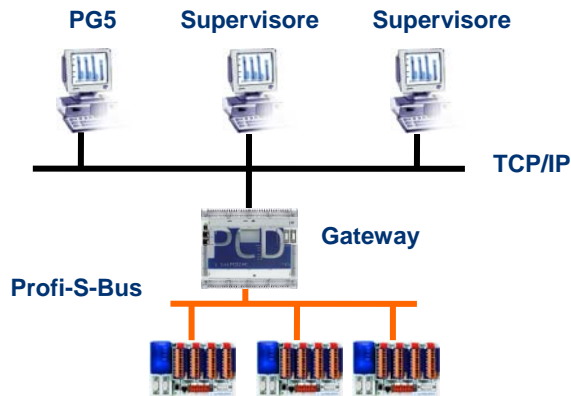 PG5 Supervisore Supervisore
TCP/IP
PCD
Gateway
Profi-S-Bus